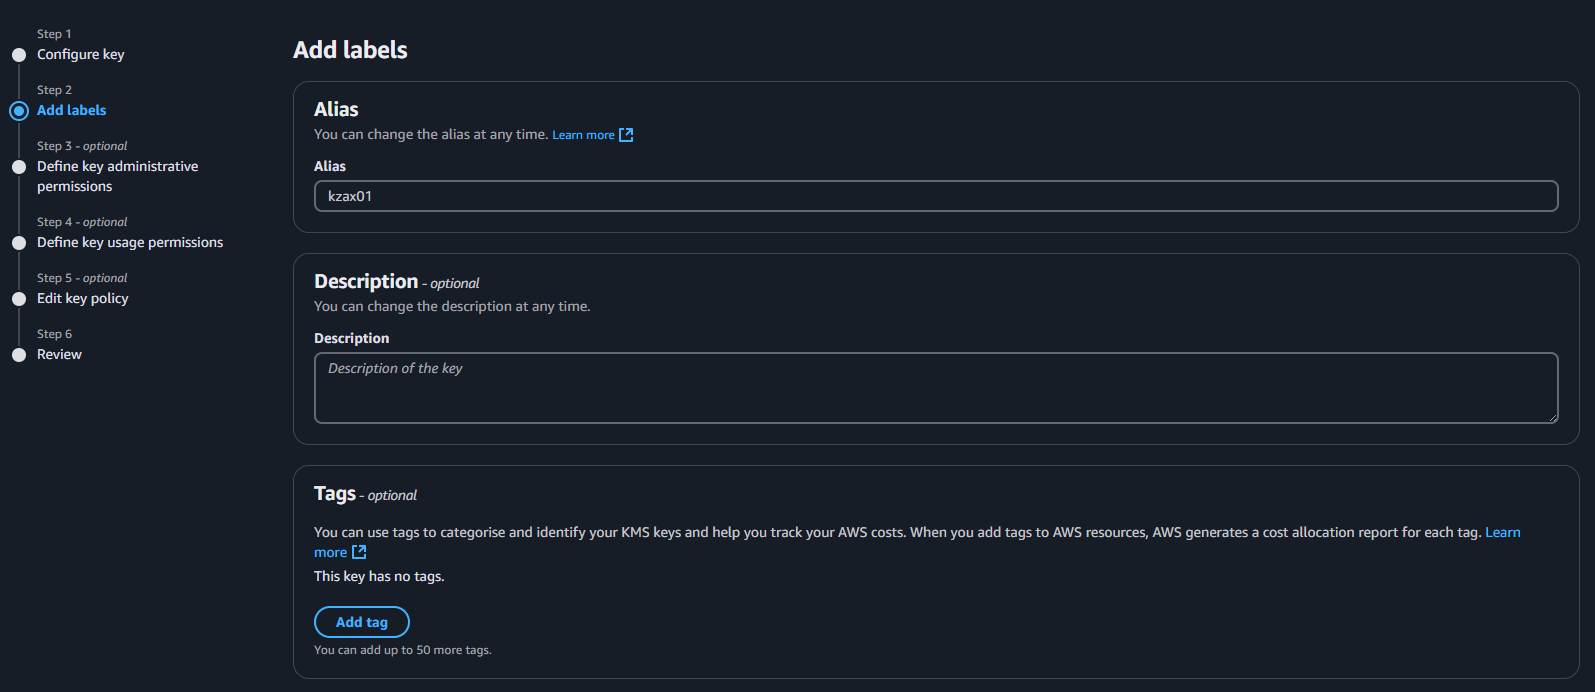 Step 1
Configure key
Step 2
Add labels
Step 3 - optional
Define key administrative
permissions
Step 4 - optional
Define key usage permissions
Step 5 - optional
Edit key policy
Step 6
Review
Add labels
Alias
You can change the alias at any time. Learn more
Alias
kzax01
Description - optional
You can change the description at any time.
Description
Description of the key
Tags - optional
You can use tags to categorise and identify your KMS keys and help you track your AWS costs. When you add tags to AWS resources, AWS generates a cost allocation report for each tag. Learn
more
This key has no tags.
Add tag
You can add up to 50 more tags.